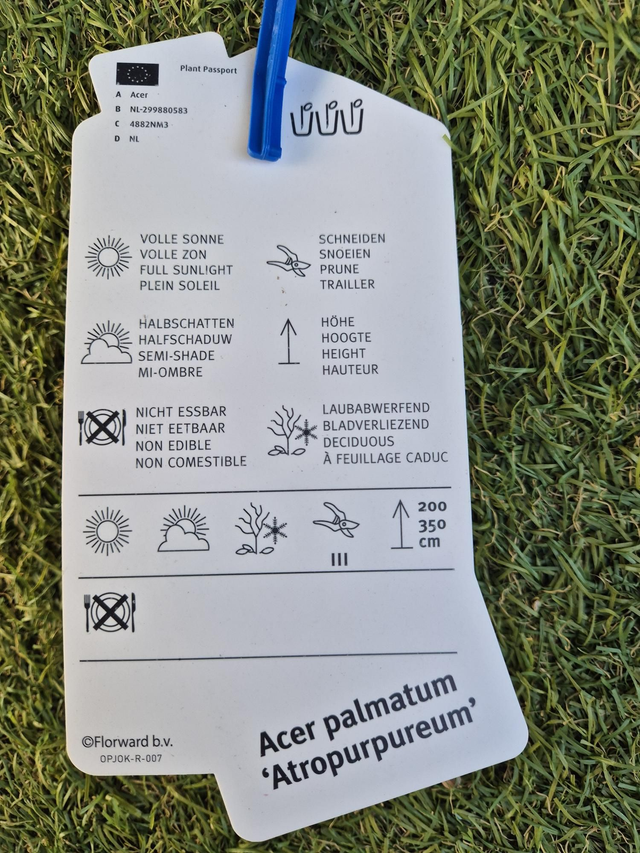 Plant Passport
A Acer
B NL-299880583
C 4882NM3
D NL
VOLLE SONNE
VOLLE ZON
FULL SUNLIGHT
PLEIN SOLEIL
SCHNEIDEN
SNOEIEN
PRUNE
TRAILLER
HALBSCHATTEN
HALFSCHADUW
SEMI-SHADE
MI-OMBRE
HÖHE
HOOGTE
HEIGHT
HAUTEUR
NICHT ESSBAR
NIET EETBAAR
NON EDIBLE
NON COMESTIBLE
LAUBABWERFEND
BLADVERLIEZEND
DECIDUOUS
À FEUILLAGE CADUC
III
200
350
cm
©Florward b.v.
OPJOK-R-007
Acer palmatum
‘Atropurpureum’